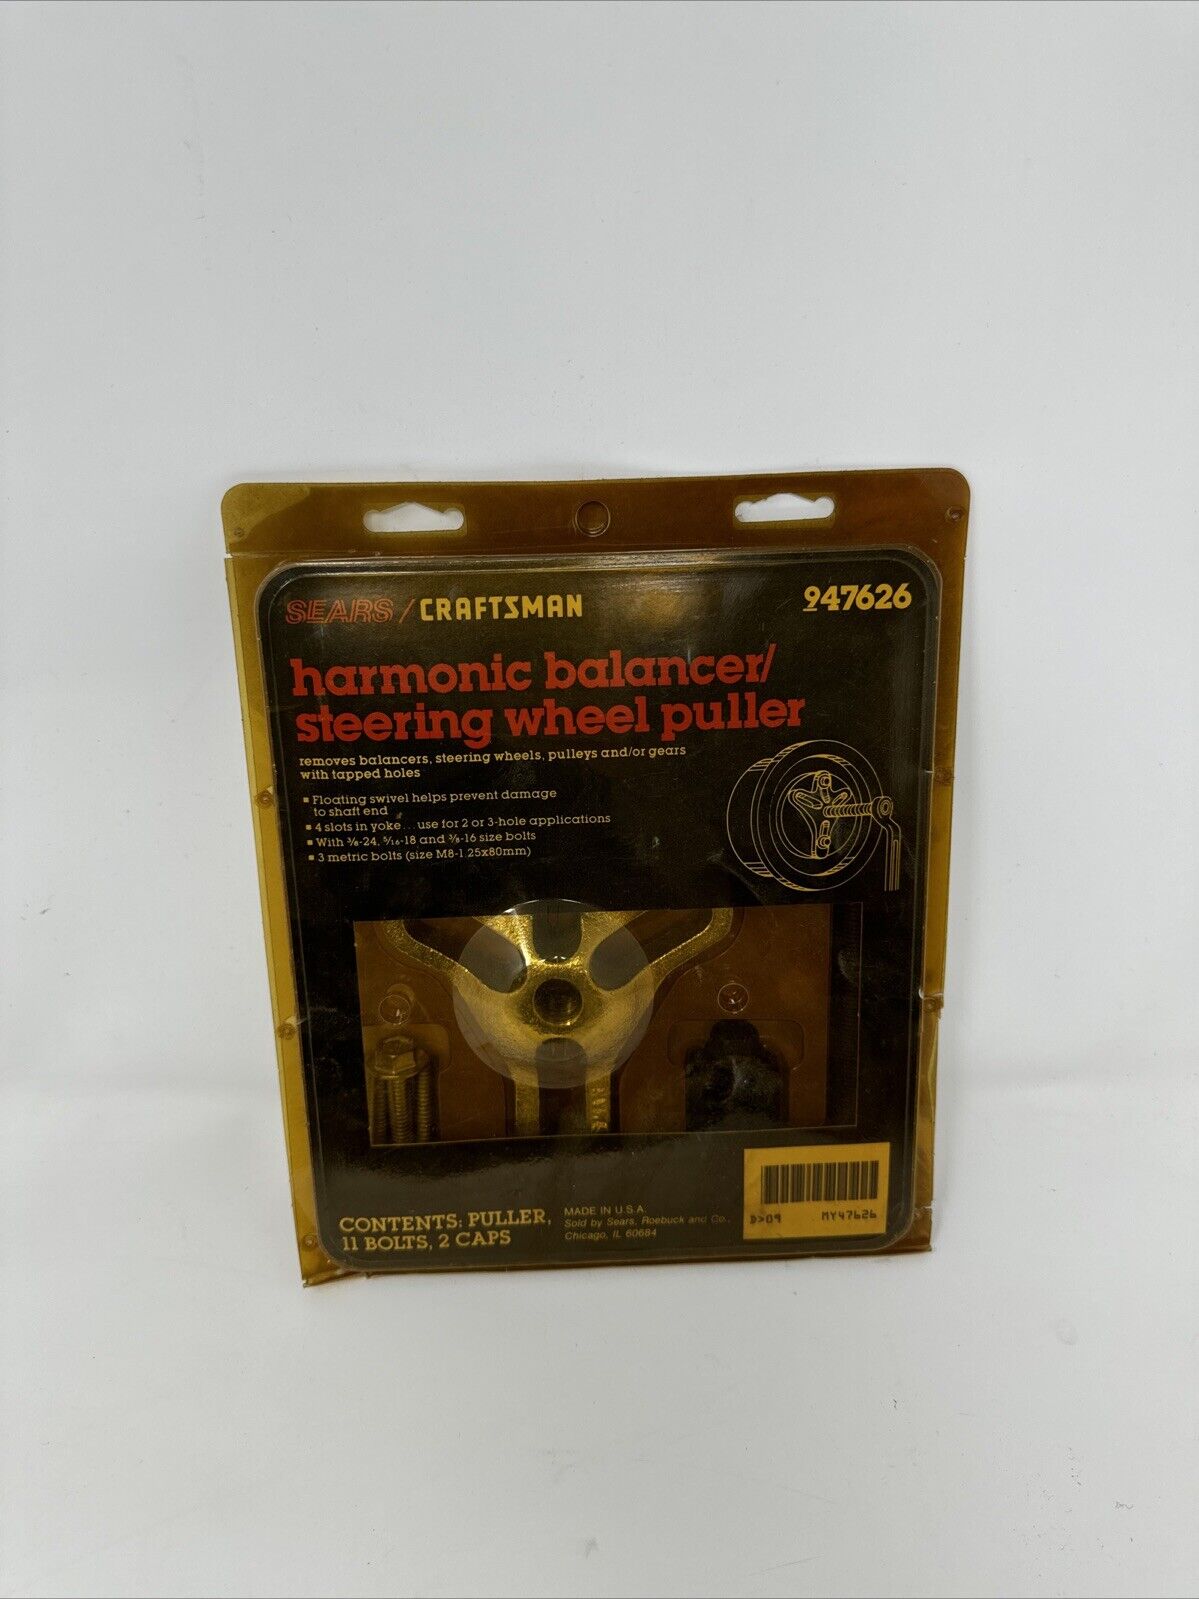 SEARS / CRAFTSMAN
947626
harmonic balancer/
steering wheel puller
removes balancers, steering wheels, pulleys and/or gears
with tapped holes
▪ Floating swivel helps prevent damage
to shaft end
▪ 4 slots in yoke...use for 2 or 3-hole applications
▪ With ⅜-24, 5/16-18 and ⅜-16 size bolts
▪ 3 metric bolts (size M8-1.25x80mm)
CONTENTS: PULLER,
11 BOLTS, 2 CAPS
MADE IN U.S.A.
Sold by Sears, Roebuck and Co.,
Chicago, IL 60684
D>09 MY47626